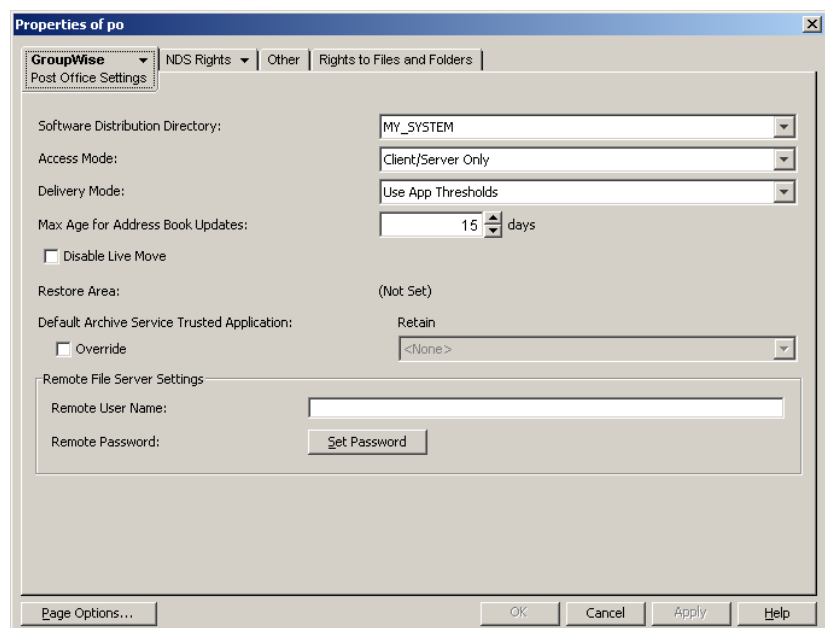 Properties of po
GroupWise NDS Rights Other Rights to Files and Folders
Post Office Settings
Software Distribution Directory: MY_SYSTEM
Access Mode: Client/Server Only
Delivery Mode: Use App Thresholds
Max Age for Address Book Updates: 15 days
Disable Live Move
Restore Area: (Not Set)
Default Archive Service Trusted Application: Retain
Override <None>
Remote File Server Settings
Remote User Name:
Remote Password: Set Password
Page Options... OK Cancel Apply Help